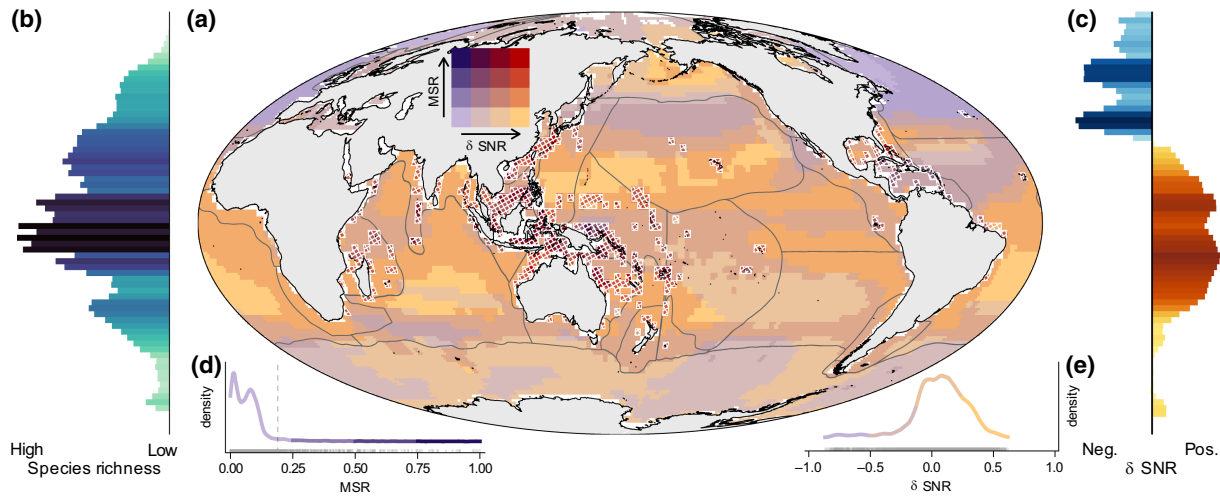 (b)
(a)
(c)
MSR
δ SNR
(d)
(e)
density
density
High
Low
Species richness
0.00 0.25 0.50 0.75 1.00
MSR
−1.0 −0.5 0.0 0.5 1.0
δ SNR
Neg.
Pos.
δ SNR